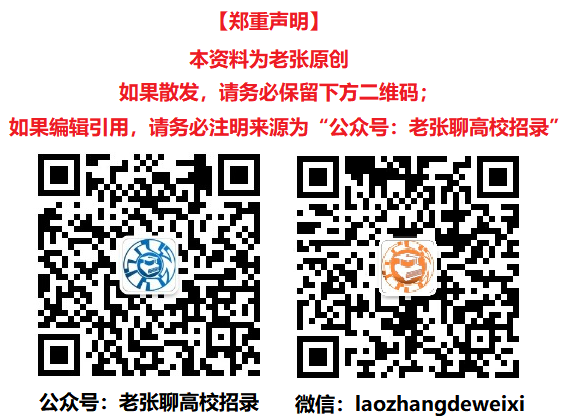 【郑重声明】
本资料为老张原创
如果散发，请务必保留下方二维码；
如果编辑引用，请务必注明来源为“公众号：老张聊高校招录”
公众号：老张聊高校招录
微信：laozhangdeweixi